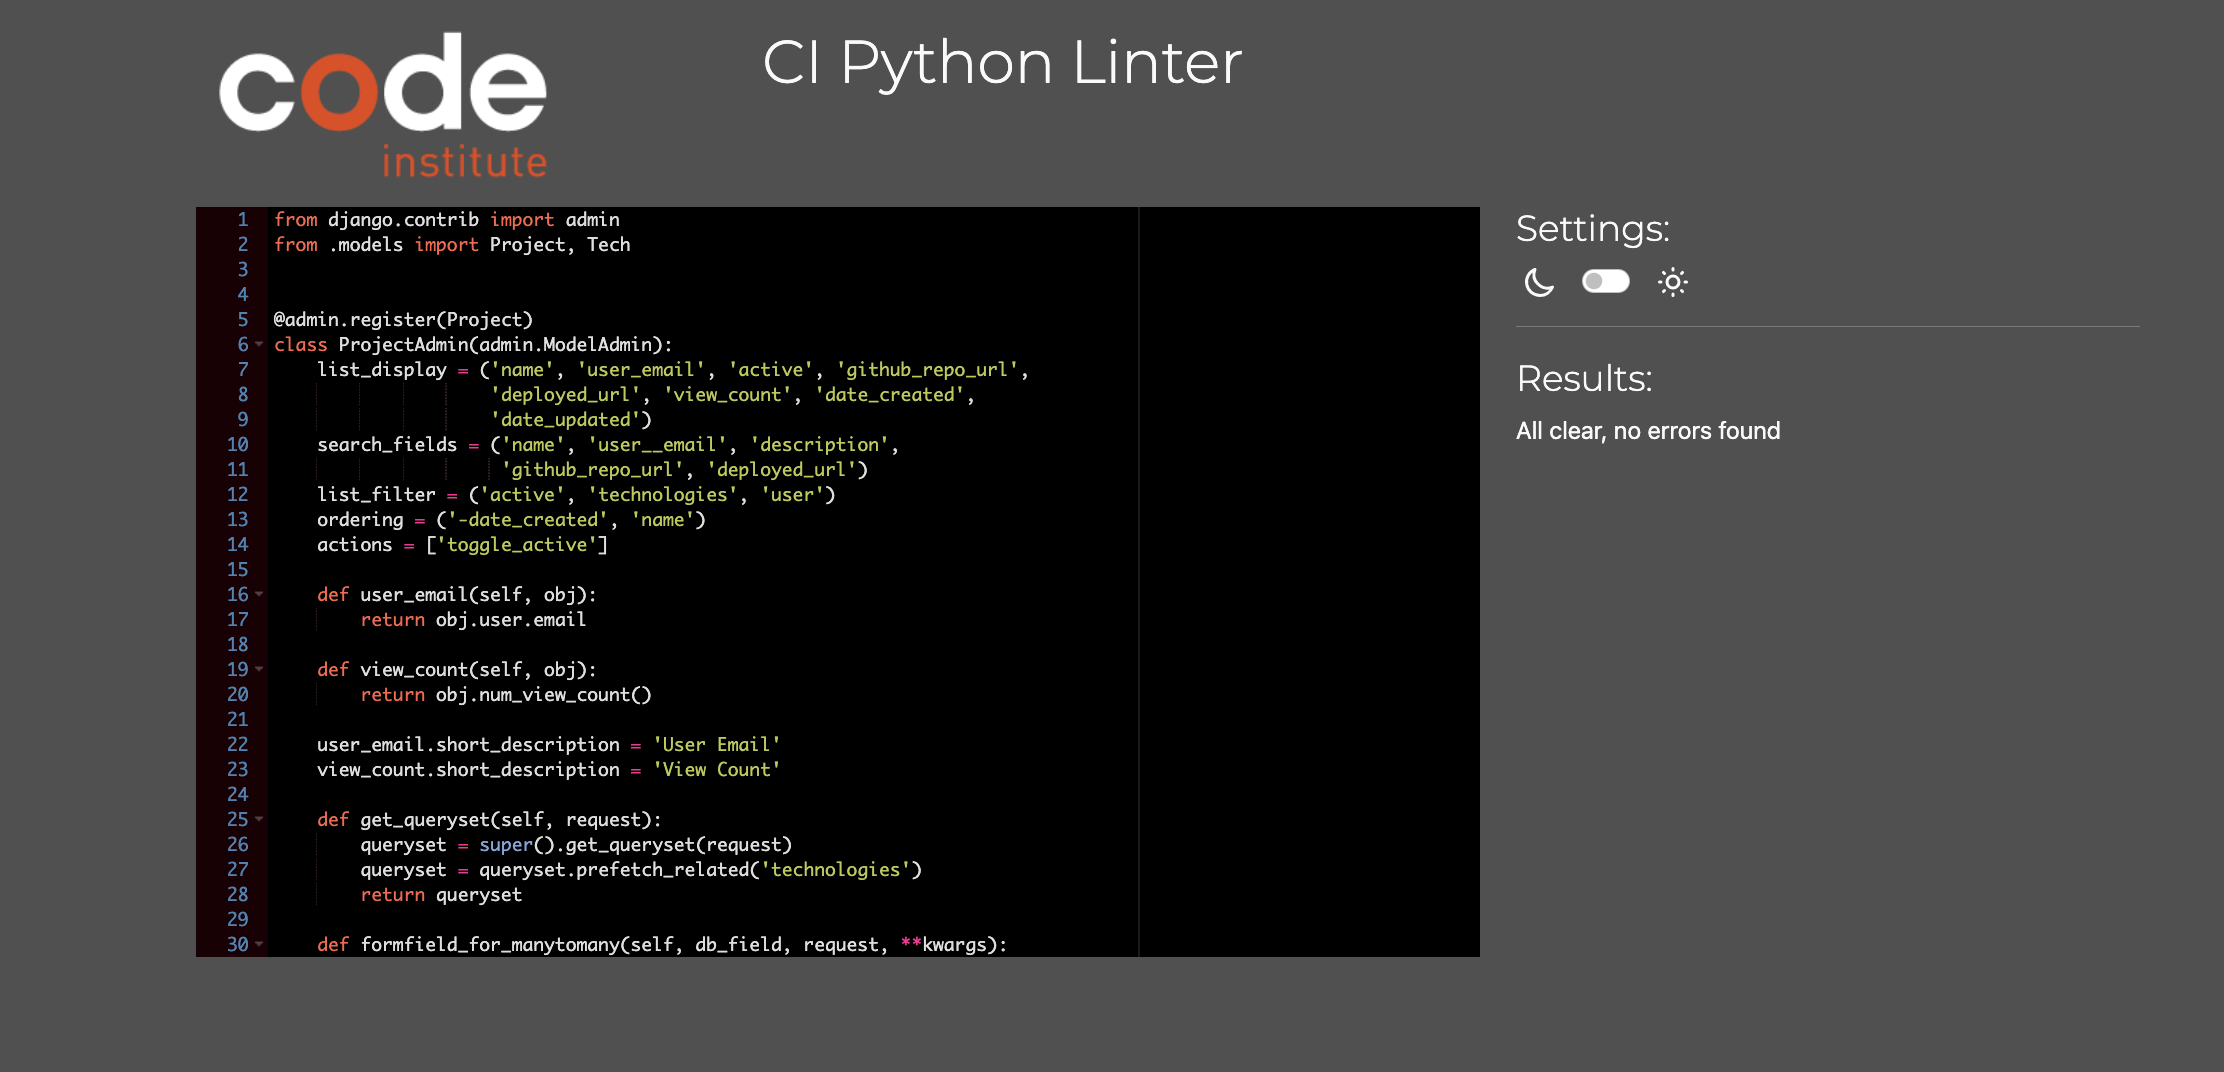 code
institute
CI Python Linter
1 from django.contrib import admin
2 from .models import Project, Tech
3
4
5 @admin.register(Project)
6 class ProjectAdmin(admin.ModelAdmin):
7     list_display = ('name', 'user_email', 'active', 'github_repo_url',
8                     'deployed_url', 'view_count', 'date_created',
9                     'date_updated')
10     search_fields = ('name', 'user__email', 'description',
11                      'github_repo_url', 'deployed_url')
12     list_filter = ('active', 'technologies', 'user')
13     ordering = ('-date_created', 'name')
14     actions = ['toggle_active']
15
16     def user_email(self, obj):
17         return obj.user.email
18
19     def view_count(self, obj):
20         return obj.num_view_count()
21
22     user_email.short_description = 'User Email'
23     view_count.short_description = 'View Count'
24
25     def get_queryset(self, request):
26         queryset = super().get_queryset(request)
27         queryset = queryset.prefetch_related('technologies')
28         return queryset
29
30     def formfield_for_manytomany(self, db_field, request, **kwargs):
Settings:
Results:
All clear, no errors found